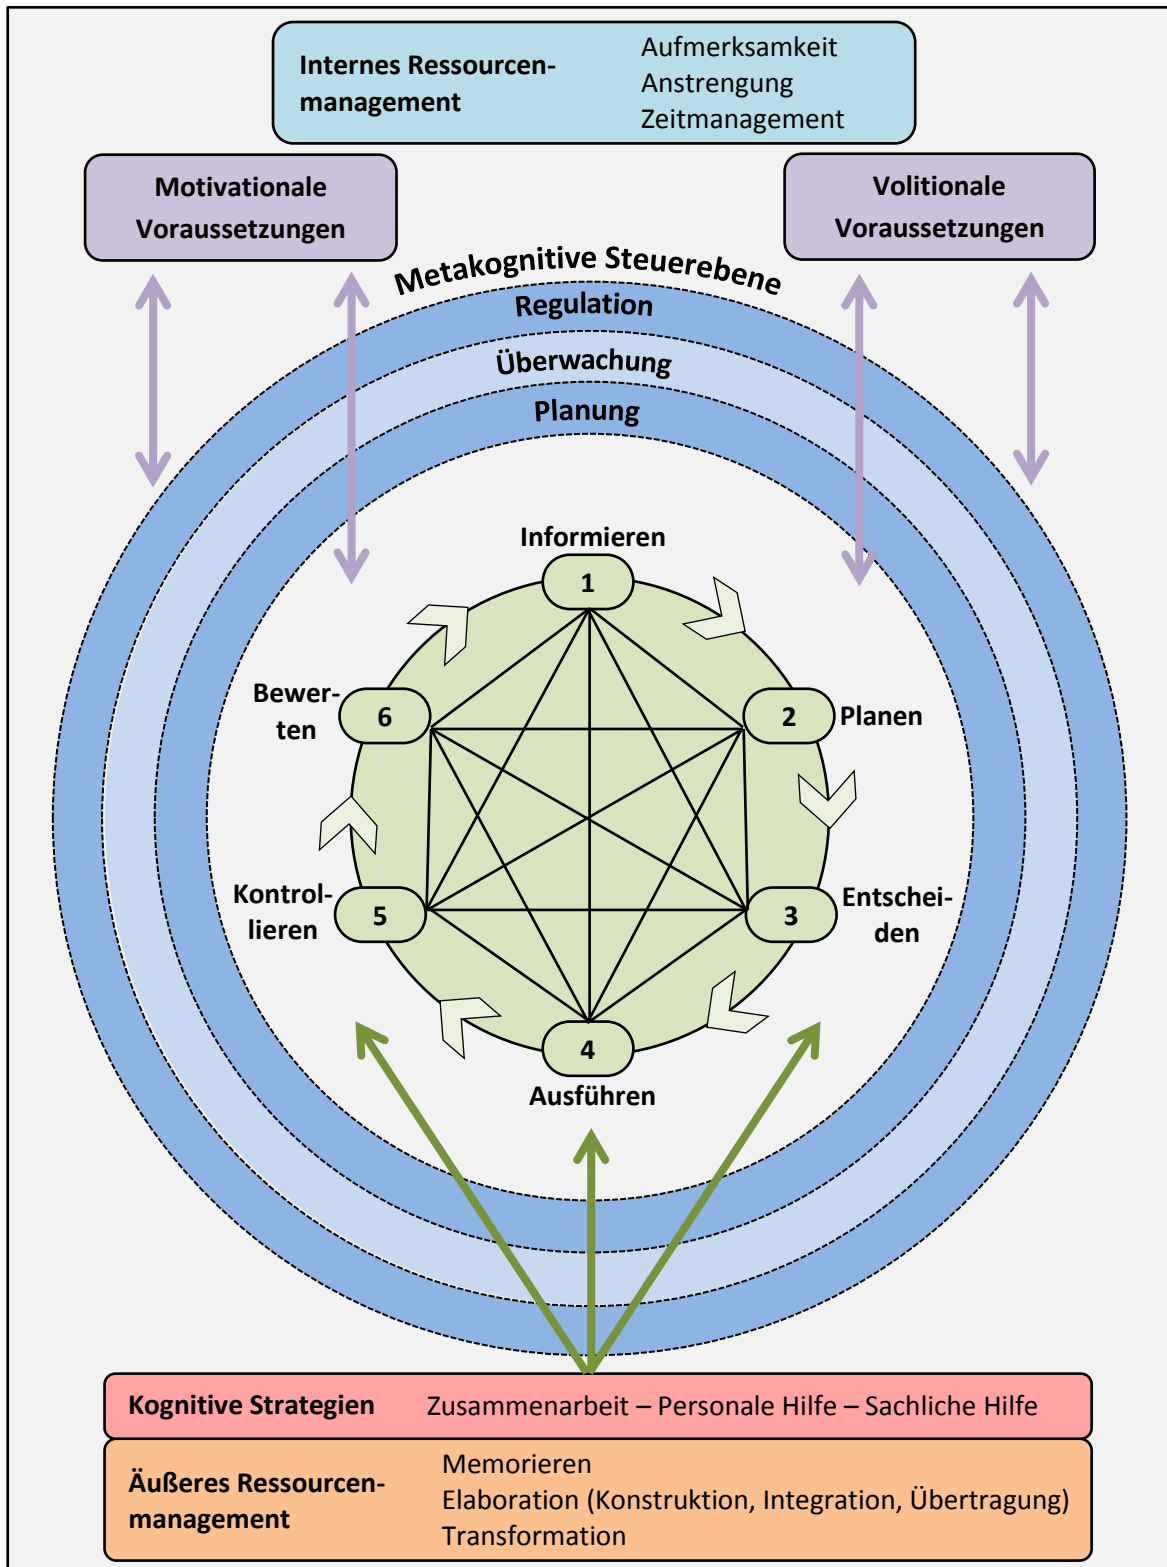 Internes Ressourcen-
management
Aufmerksamkeit
Anstrengung
Zeitmanagement
Motivationale
Voraussetzungen
Volitionale
Voraussetzungen
Metakognitive Steuerebene
Regulation
Überwachung
Planung
Informieren
1
Bewer-
ten
6
2
Planen
Kontrol-
lieren
5
3
Entschei-
den
4
Ausführen
Kognitive Strategien
Zusammenarbeit – Personale Hilfe – Sachliche Hilfe
Äußeres Ressourcen-
management
Memorieren
Elaboration (Konstruktion, Integration, Übertragung)
Transformation